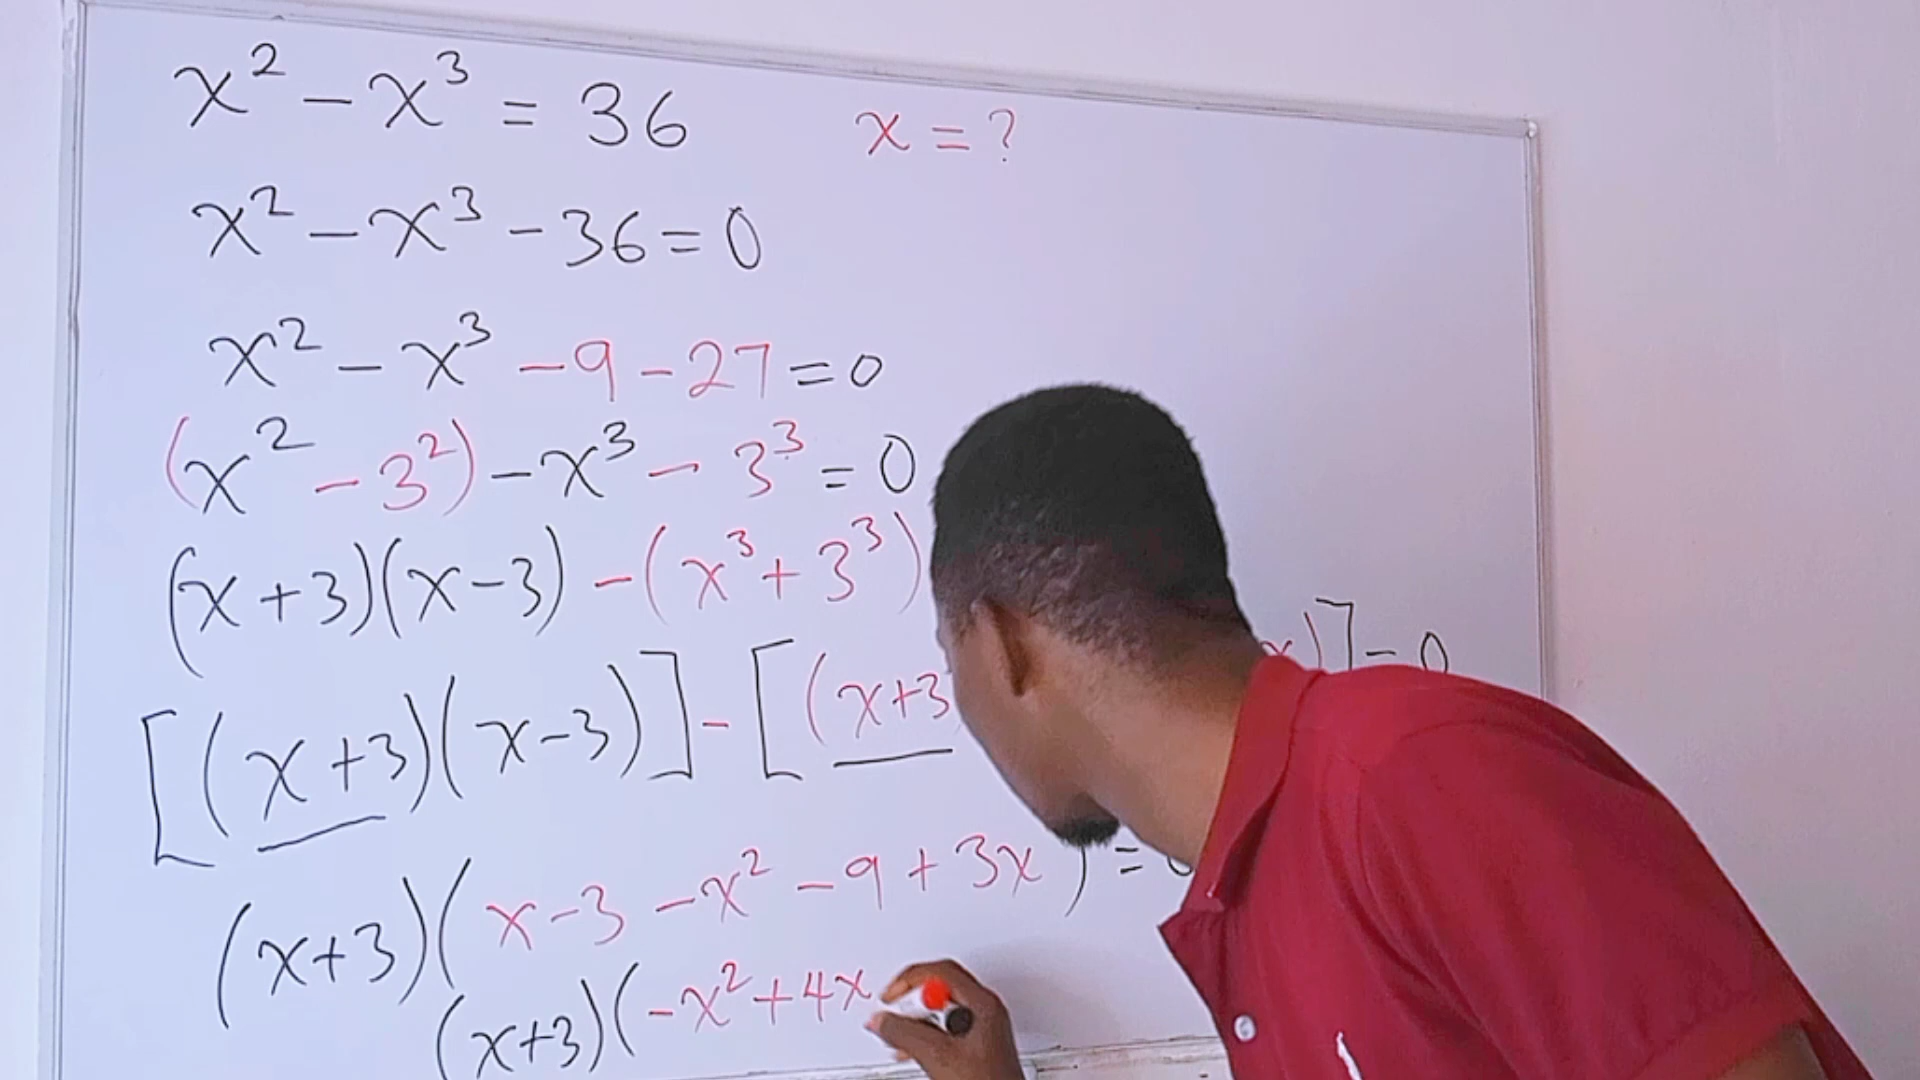 x² - x³ = 36 x = ?
x² - x³ - 36 = 0
x² - x³ - 9 - 27 = 0
(x² - 3²) - x³ - 3³ = 0
(x+3)(x-3) - (x³ + 3³)
[(x+3)(x-3)] - [(x+3 x)] = 0
(x+3)(x-3-x²-9+3x) = 0
(x+3)(-x²+4x